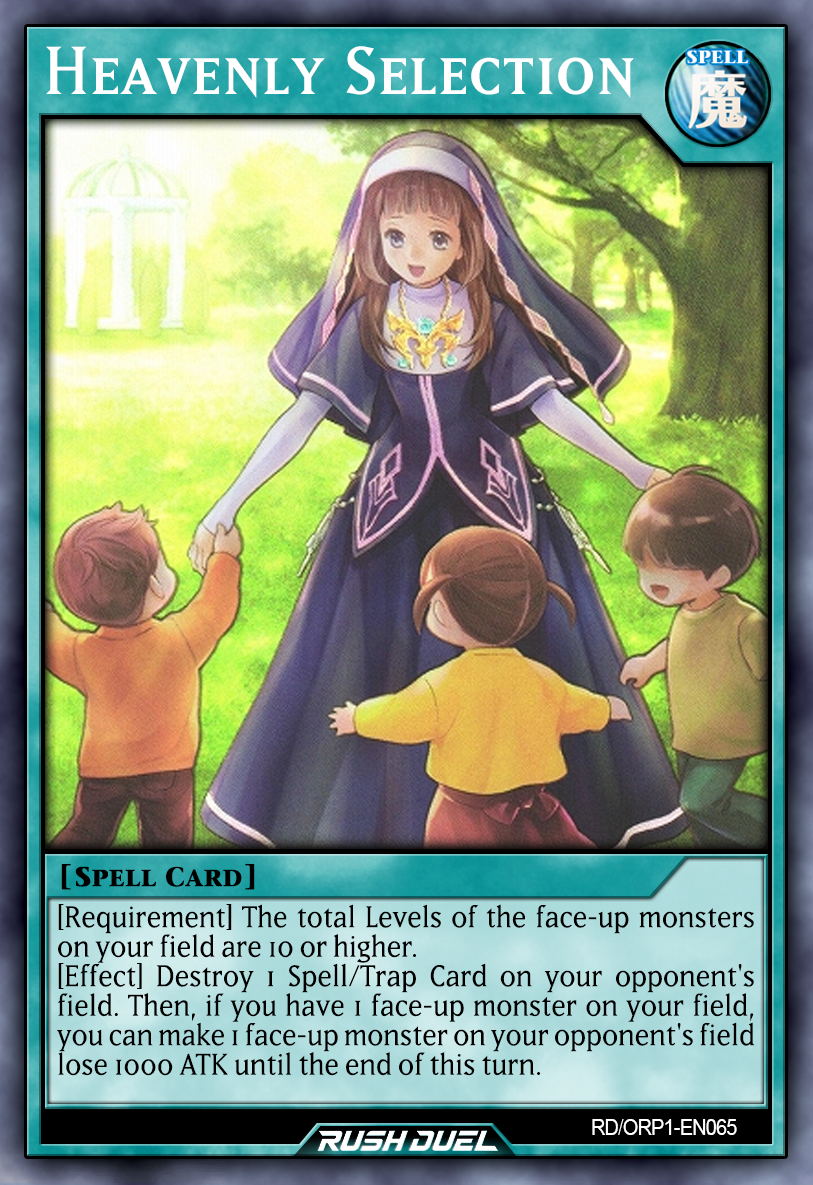 Heavenly Selection
SPELL
魔
[Spell Card]
[Requirement] The total Levels of the face-up monsters
on your field are 10 or higher.
[Effect] Destroy 1 Spell/Trap Card on your opponent's
field. Then, if you have 1 face-up monster on your field,
you can make 1 face-up monster on your opponent's field
lose 1000 ATK until the end of this turn.
RD/ORP1-EN065
RUSH DUEL